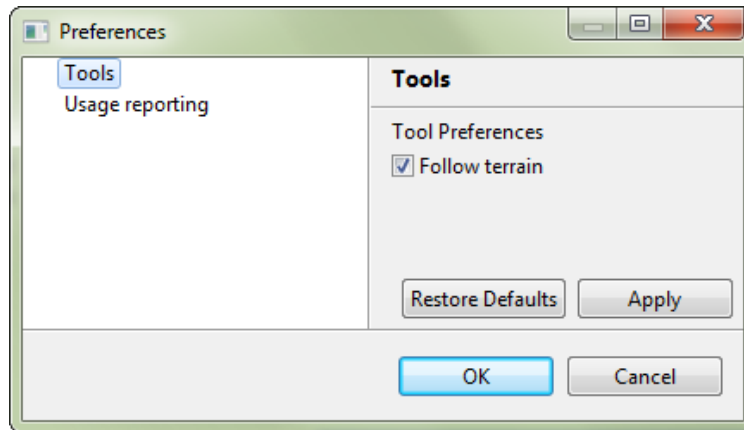 Preferences
Tools
Usage reporting
Tools
Tool Preferences
Follow terrain
Restore Defaults Apply
OK Cancel